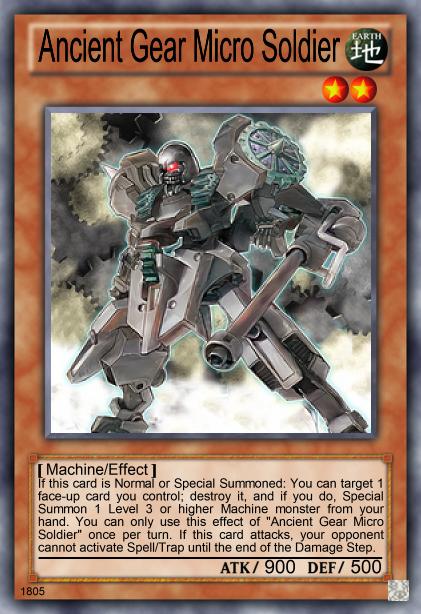 Ancient Gear Micro Soldier
EARTH
地
[ Machine/Effect ]
If this card is Normal or Special Summoned: You can target 1
face-up card you control; destroy it, and if you do, Special
Summon 1 Level 3 or higher Machine monster from your
hand. You can only use this effect of "Ancient Gear Micro
Soldier" once per turn. If this card attacks, your opponent
cannot activate Spell/Trap until the end of the Damage Step.
ATK/ 900 DEF/ 500
1805